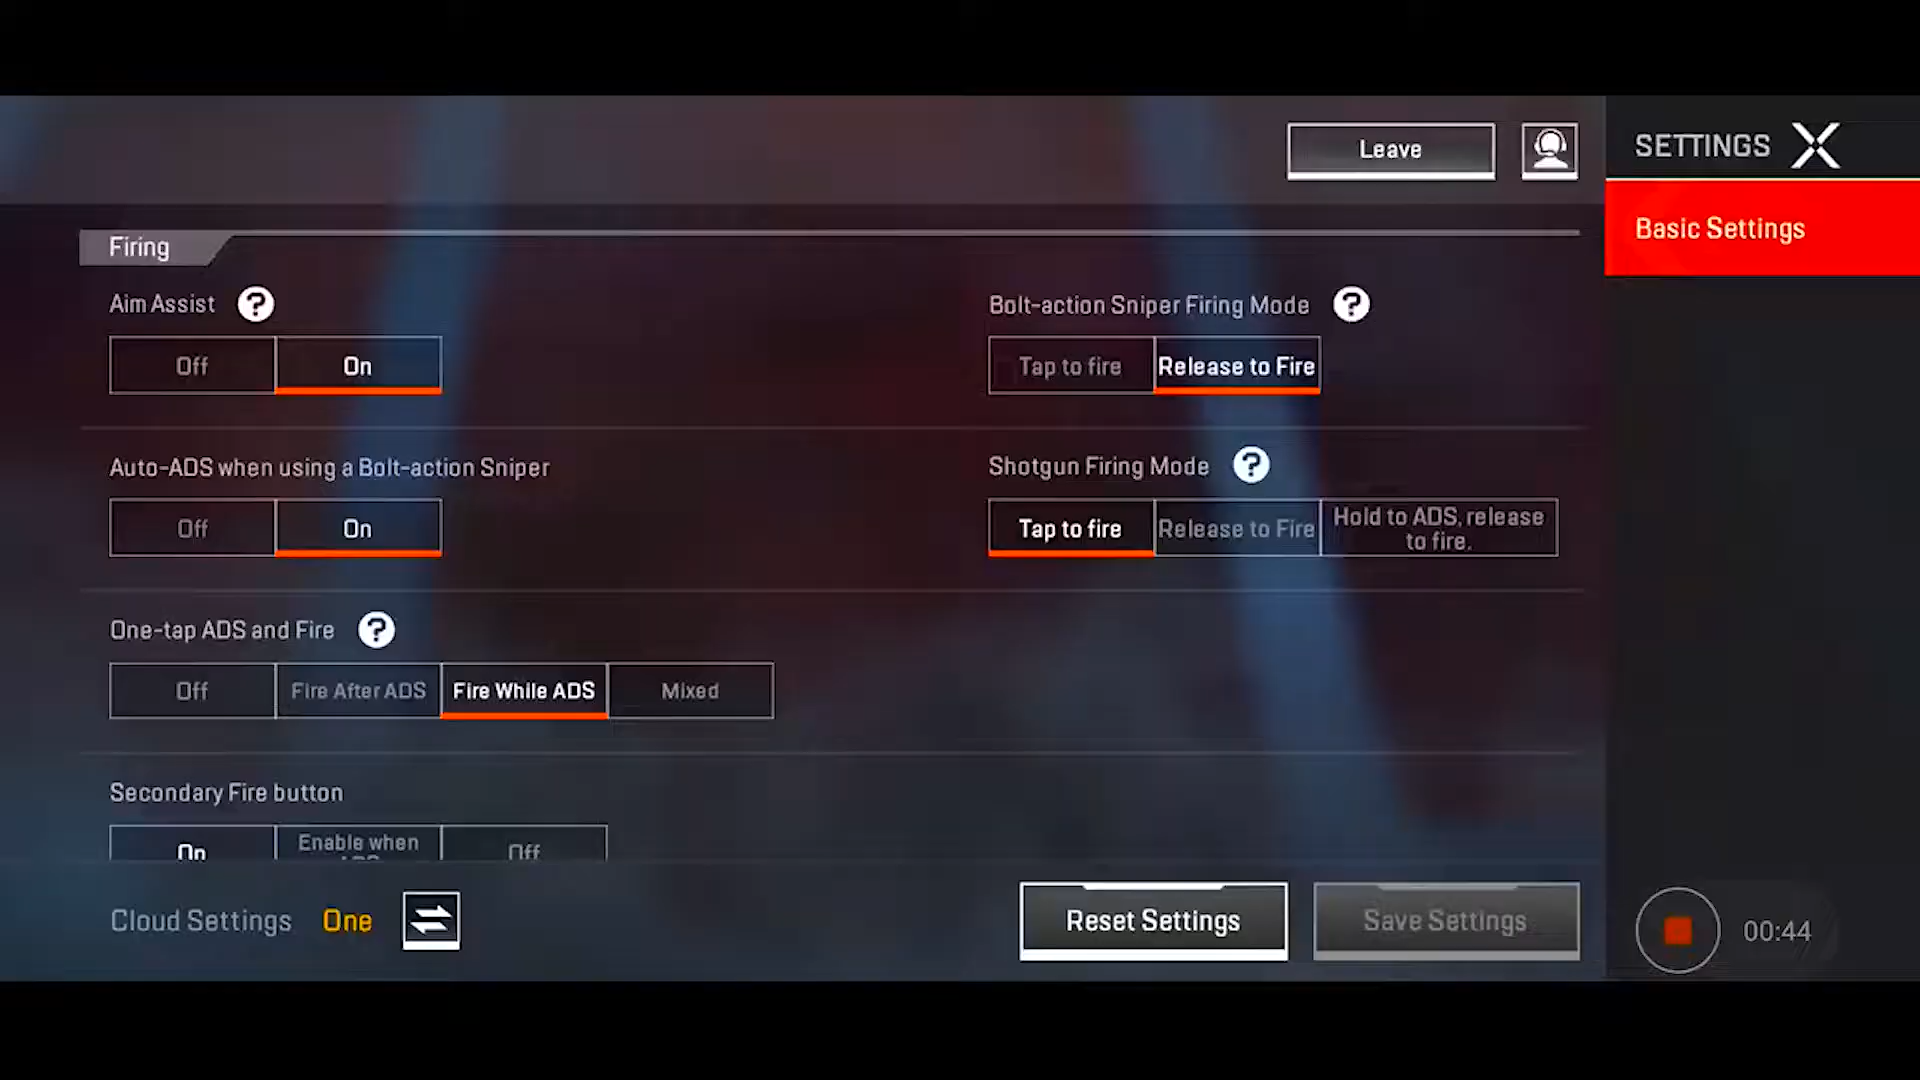 Leave
SETTINGS
Basic Settings
Firing
Aim Assist ?
Off On
Bolt-action Sniper Firing Mode ?
Tap to fire Release to Fire
Auto-ADS when using a Bolt-action Sniper
Off On
Shotgun Firing Mode ?
Tap to fire Release to Fire Hold to ADS, release
to fire.
One-tap ADS and Fire ?
Off Fire After ADS Fire While ADS Mixed
Secondary Fire button
On Enable when Off
ADS
Cloud Settings One
Reset Settings
Save Settings
00:44